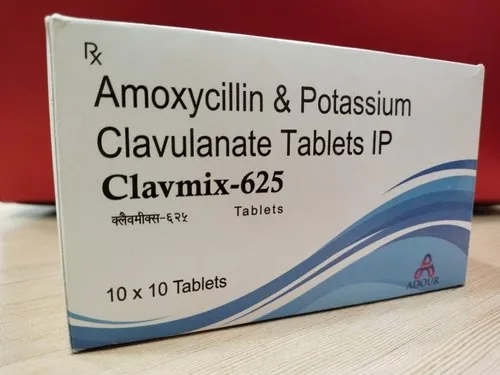 Rx
Amoxycillin & Potassium
Clavulanate Tablets IP
Clavmix-625
क्लैवमीक्स-६२५ Tablets
10 x 10 Tablets
ADOUR